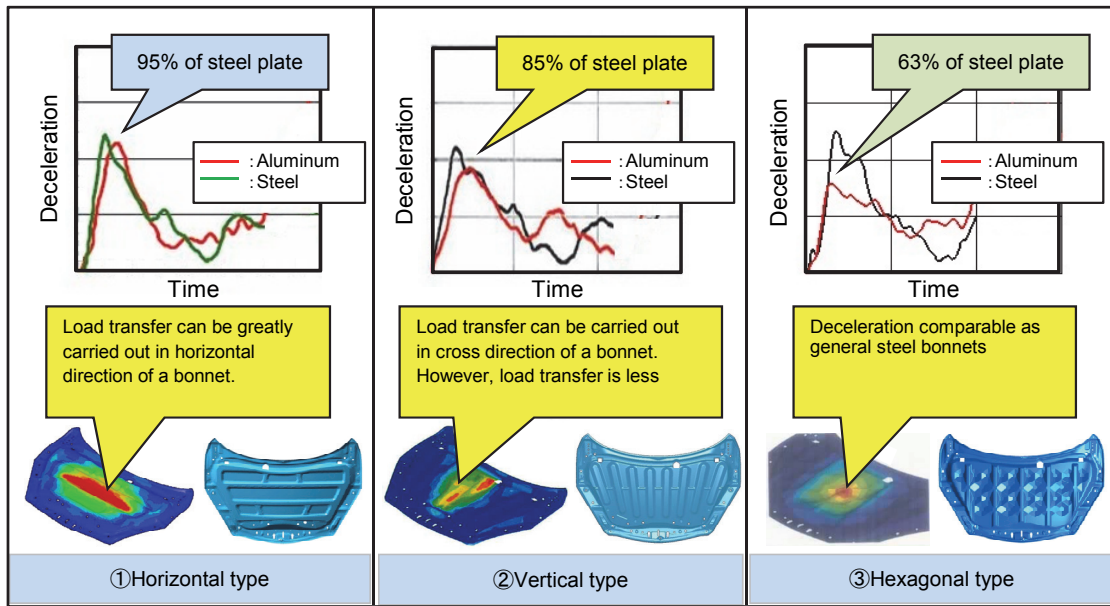 95% of steel plate
: Aluminum
: Steel
Deceleration
Time
Load transfer can be greatly
carried out in horizontal
direction of a bonnet.
①Horizontal type
85% of steel plate
: Aluminum
: Steel
Deceleration
Time
Load transfer can be carried out
in cross direction of a bonnet.
However, load transfer is less
②Vertical type
63% of steel plate
: Aluminum
: Steel
Deceleration
Time
Deceleration comparable as
general steel bonnets
③Hexagonal type